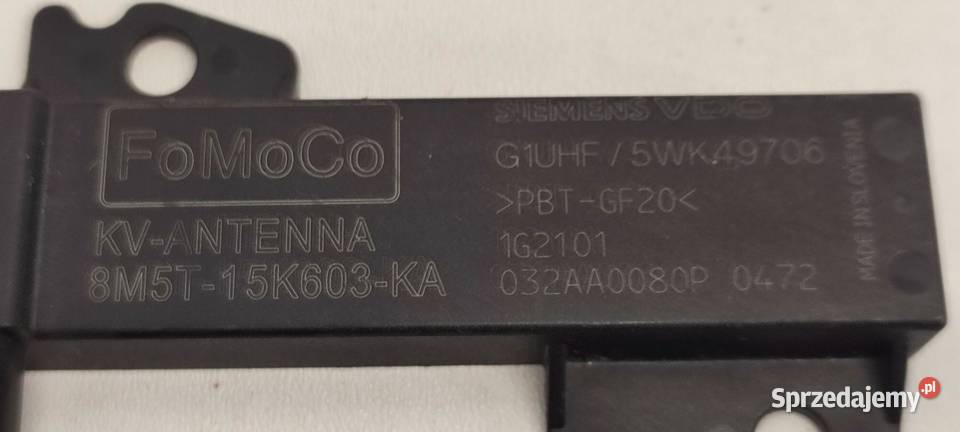 FoMoCo
KV-ANTENNA
8M5T-15K603-KA
SIEMENS VDO
G1UHF / 5WK49706
>PBT-GF20<
1G2101
032AA0080P 0472
MADE IN SLOVENIA
Sprzedajemy.pl